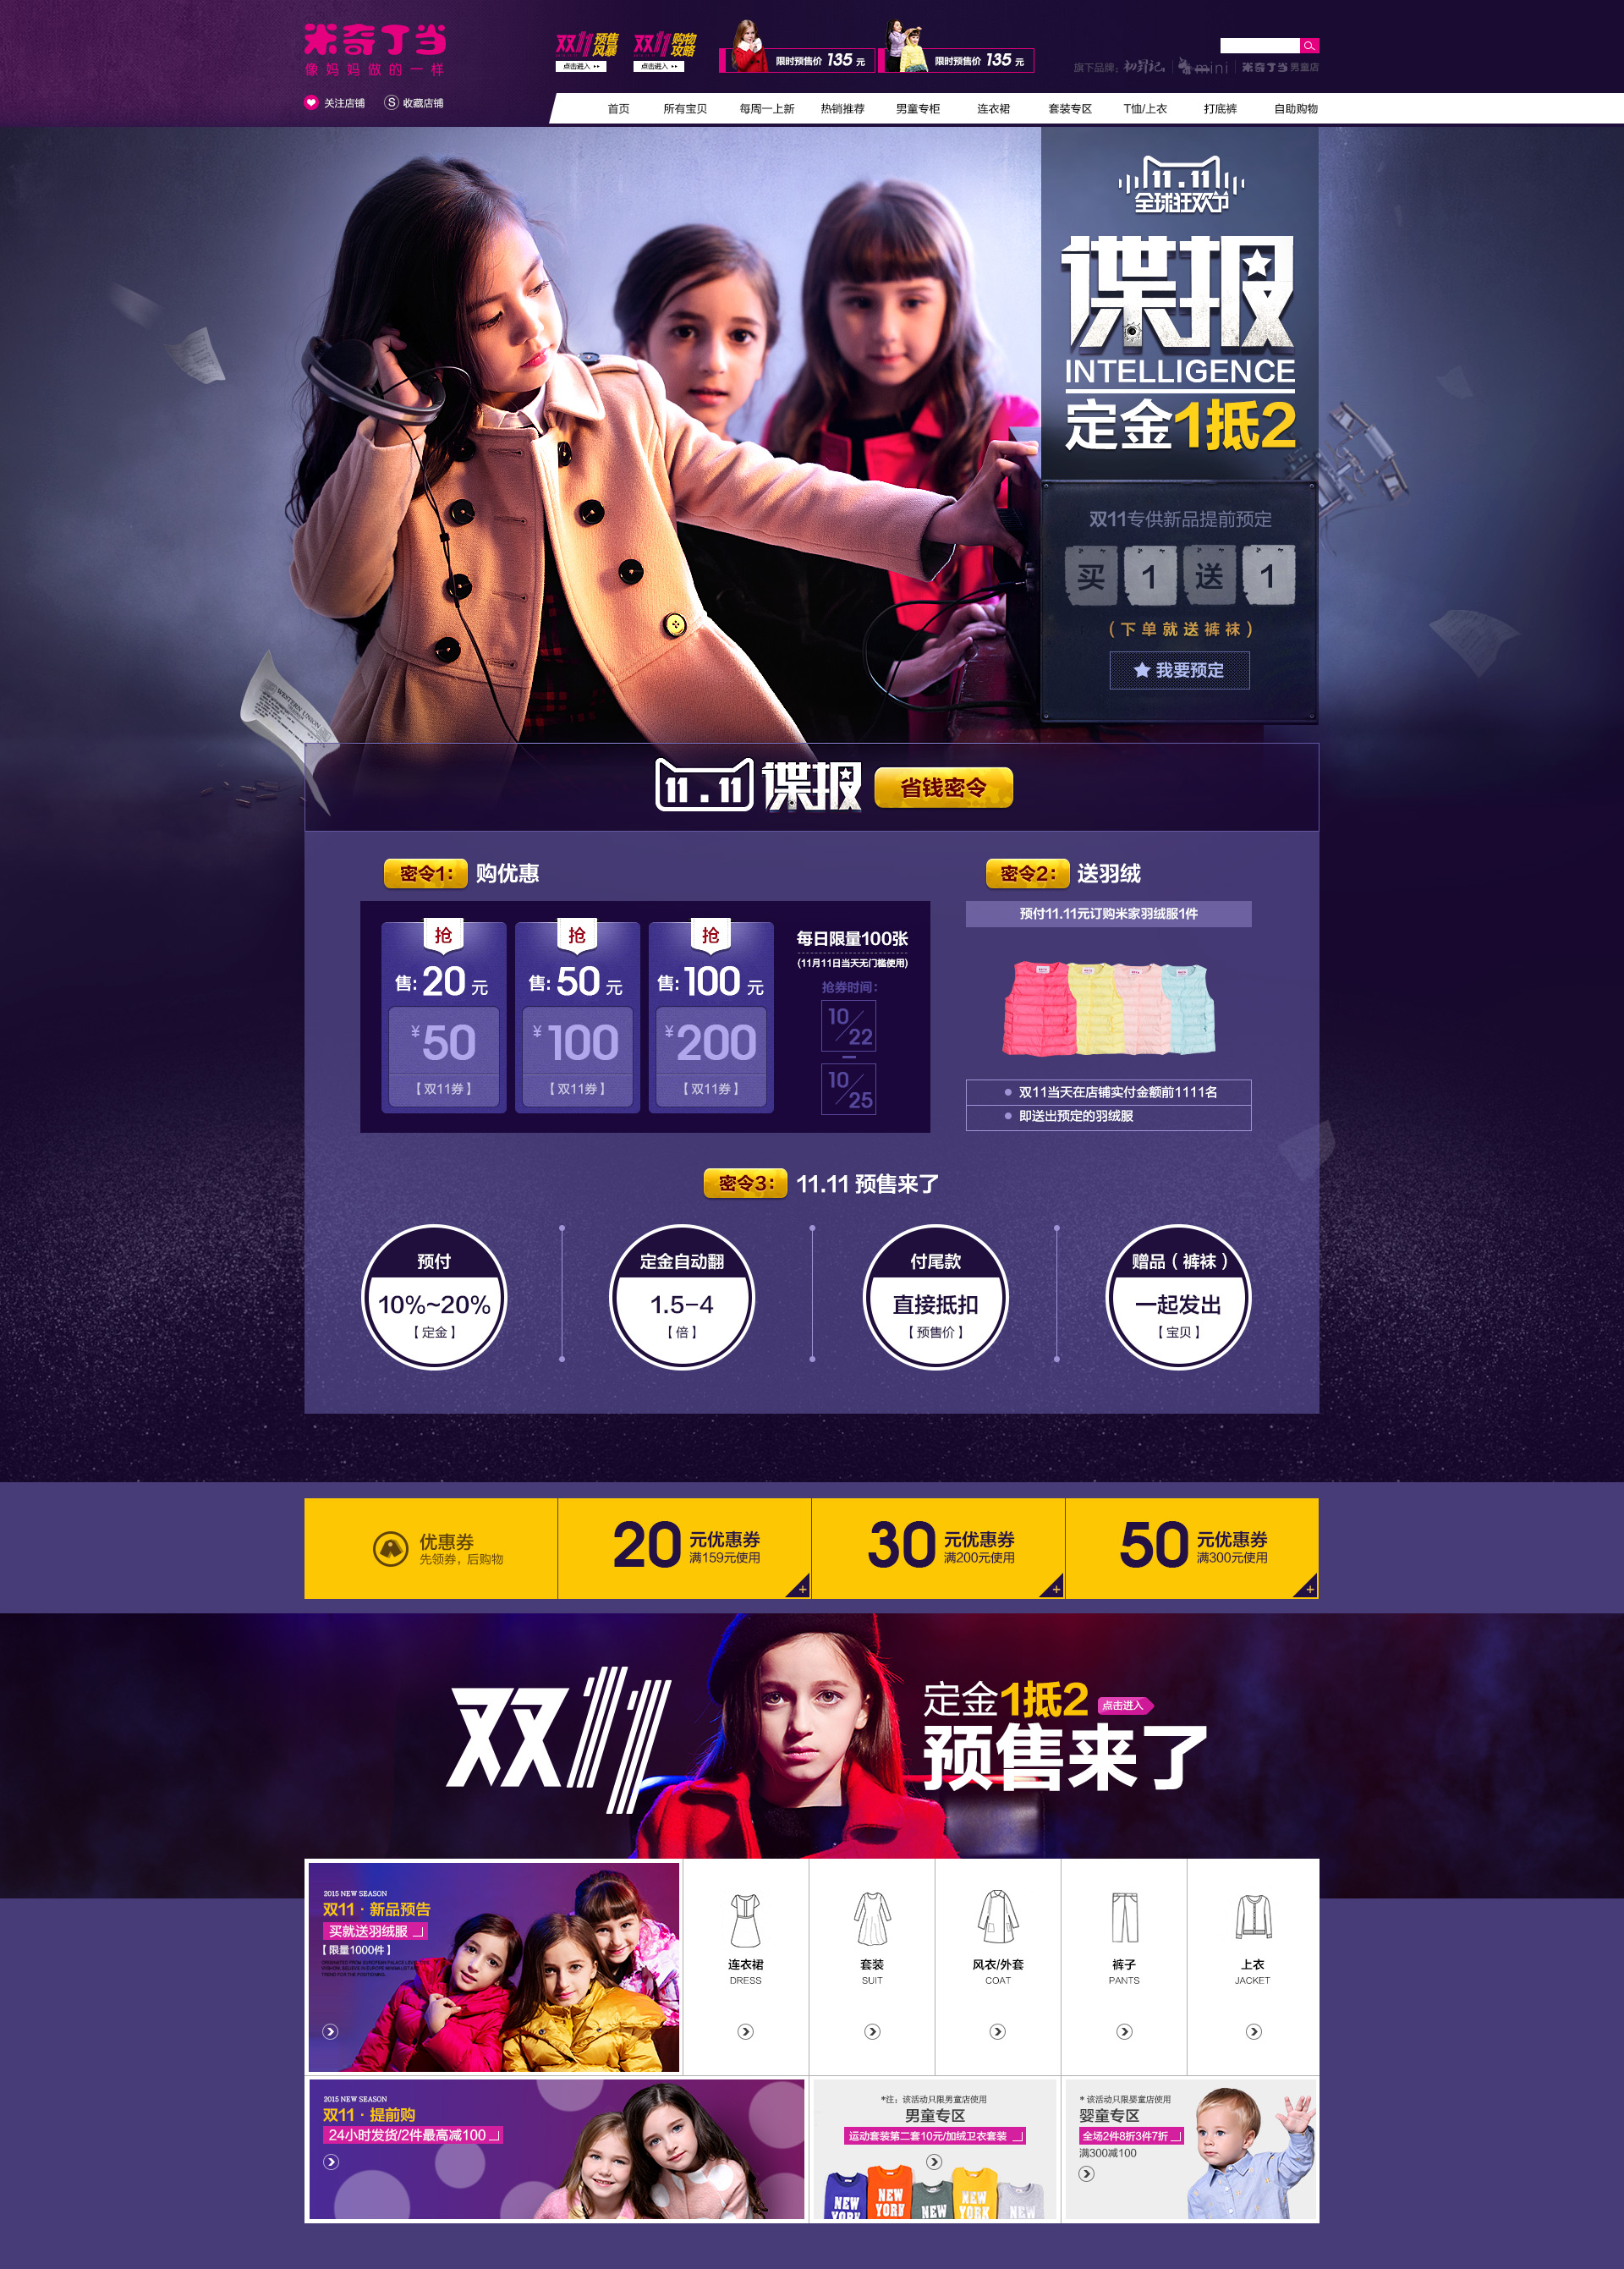 米奇丁当
像妈妈做的一样
关注店铺
S 收藏店铺
双11 预售风暴
点击进入
双11 购物攻略
点击进入
限时预售价 135 元
限时预售价 135 元
旗下品牌:
mini
米奇丁当 男童店
首页 所有宝贝 每周一上新 热销推荐 男童专柜 连衣裙 套装专区 T恤/上衣 打底裤 自助购物
11.11
全球狂欢节
谍报
INTELLIGENCE
定金1抵2
双11专供新品提前预定
买 1 送 1
(下单就送裤袜)
我要预定
WESTERN UNION
11.11 谍报 省钱密令
密令1: 购优惠
抢
售: 20 元
¥50
【双11券】
抢
售: 50 元
¥100
【双11券】
抢
售: 100 元
¥200
【双11券】
每日限量100张
(11月11日当天无门槛使用)
抢券时间:
10/22
10/25
密令2: 送羽绒
预付11.11元订购米家羽绒服1件
双11当天在店铺实付金额前1111名
即送出预定的羽绒服
密令3: 11.11 预售来了
预付
10%~20%
【定金】
定金自动翻
1.5-4
【倍】
付尾款
直接抵扣
【预售价】
赠品(裤袜)
一起发出
【宝贝】
优惠券
先领券,后购物
20 元优惠券
满159元使用
30 元优惠券
满200元使用
50 元优惠券
满300元使用
双11
定金1抵2 点击进入
预售来了
2015 NEW SEASON
双11·新品预告
买就送羽绒服
【限量1000件】
连衣裙
DRESS
套装
SUIT
风衣/外套
COAT
裤子
PANTS
上衣
JACKET
2015 NEW SEASON
双11·提前购
24小时发货/2件最高减100
*注:该活动只限男童店使用
男童专区
运动套装第二套10元/加绒卫衣套装
NEW
NEW YORK
NEW
NEW YORK
NEW
*该活动只限婴童店使用
婴童专区
全场2件8折3件7折
满300减100